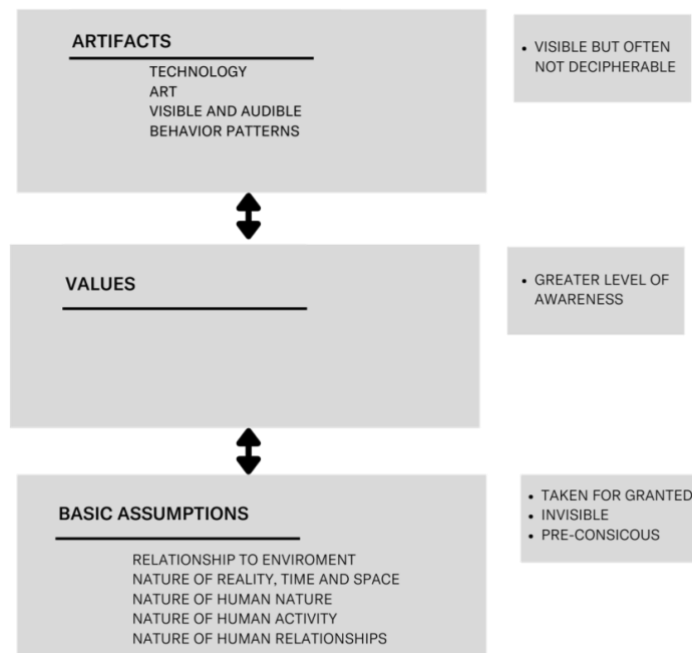 ARTIFACTS
TECHNOLOGY
ART
VISIBLE AND AUDIBLE
BEHAVIOR PATTERNS
• VISIBLE BUT OFTEN
NOT DECIPHERABLE
VALUES
• GREATER LEVEL OF
AWARENESS
BASIC ASSUMPTIONS
RELATIONSHIP TO ENVIROMENT
NATURE OF REALITY, TIME AND SPACE
NATURE OF HUMAN NATURE
NATURE OF HUMAN ACTIVITY
NATURE OF HUMAN RELATIONSHIPS
• TAKEN FOR GRANTED
• INVISIBLE
• PRE-CONSICOUS